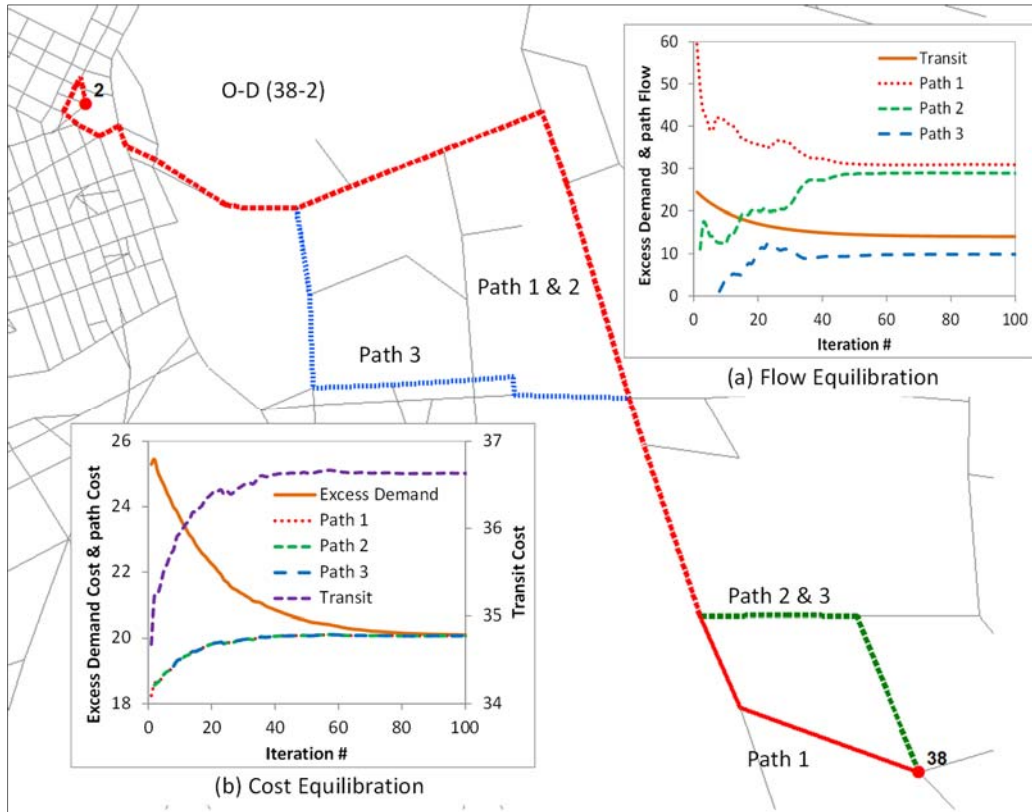 2
O-D (38-2)
Path 1 & 2
Path 3
Path 2 & 3
Path 1
38
Excess Demand & path Flow
60
50
40
30
20
10
0
Transit
Path 1
Path 2
Path 3
0 20 40 60 80 100
Iteration #
(a) Flow Equilibration
Excess Demand Cost & path Cost
26
24
22
20
18
Excess Demand
Path 1
Path 2
Path 3
Transit
37
36
35
34
Transit Cost
0 20 40 60 80 100
Iteration #
(b) Cost Equilibration